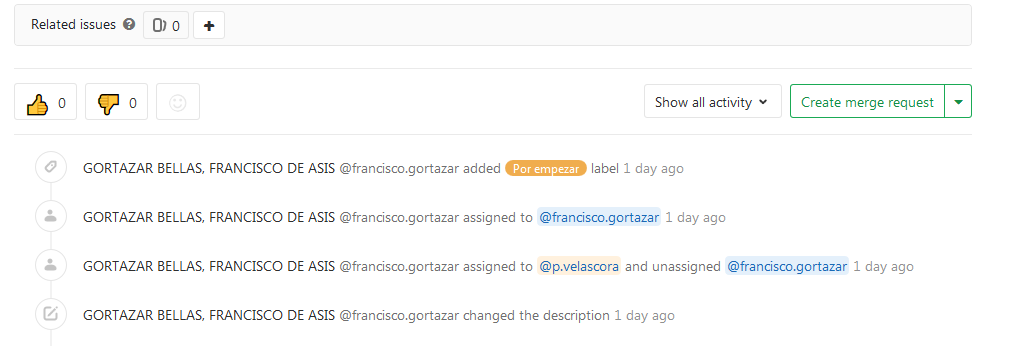 Related issues 0 +
0 0 Show all activity Create merge request
GORTAZAR BELLAS, FRANCISCO DE ASIS @francisco.gortazar added Por empezar label 1 day ago
GORTAZAR BELLAS, FRANCISCO DE ASIS @francisco.gortazar assigned to @francisco.gortazar 1 day ago
GORTAZAR BELLAS, FRANCISCO DE ASIS @francisco.gortazar assigned to @p.velascora and unassigned @francisco.gortazar 1 day ago
GORTAZAR BELLAS, FRANCISCO DE ASIS @francisco.gortazar changed the description 1 day ago